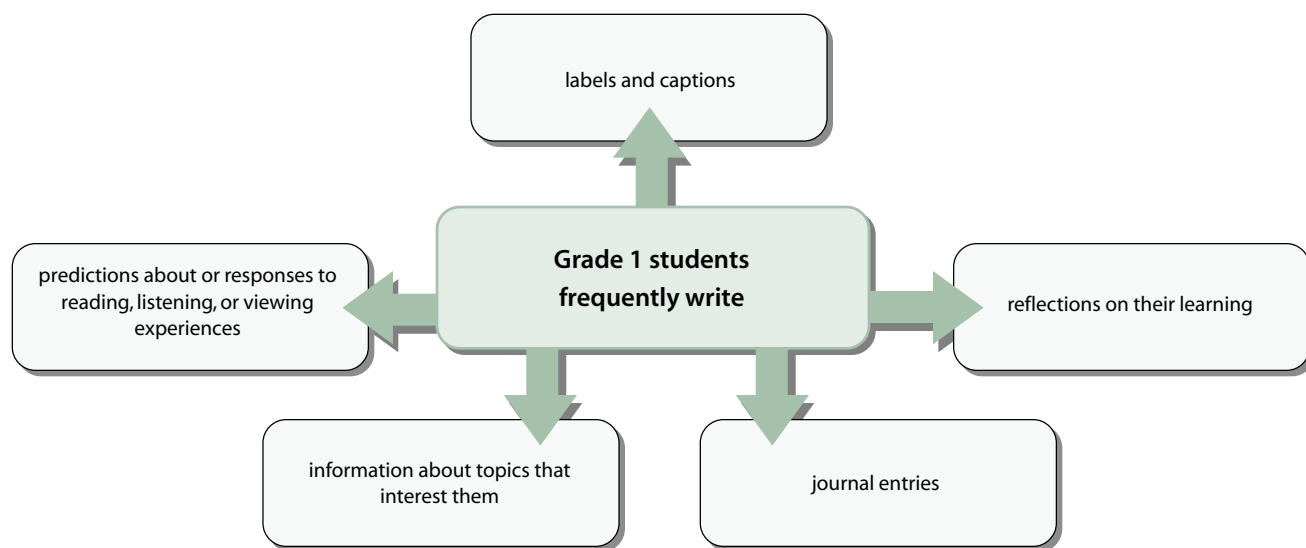 labels and captions
Grade 1 students
frequently write
predictions about or responses to
reading, listening, or viewing
experiences
reflections on their learning
information about topics that
interest them
journal entries